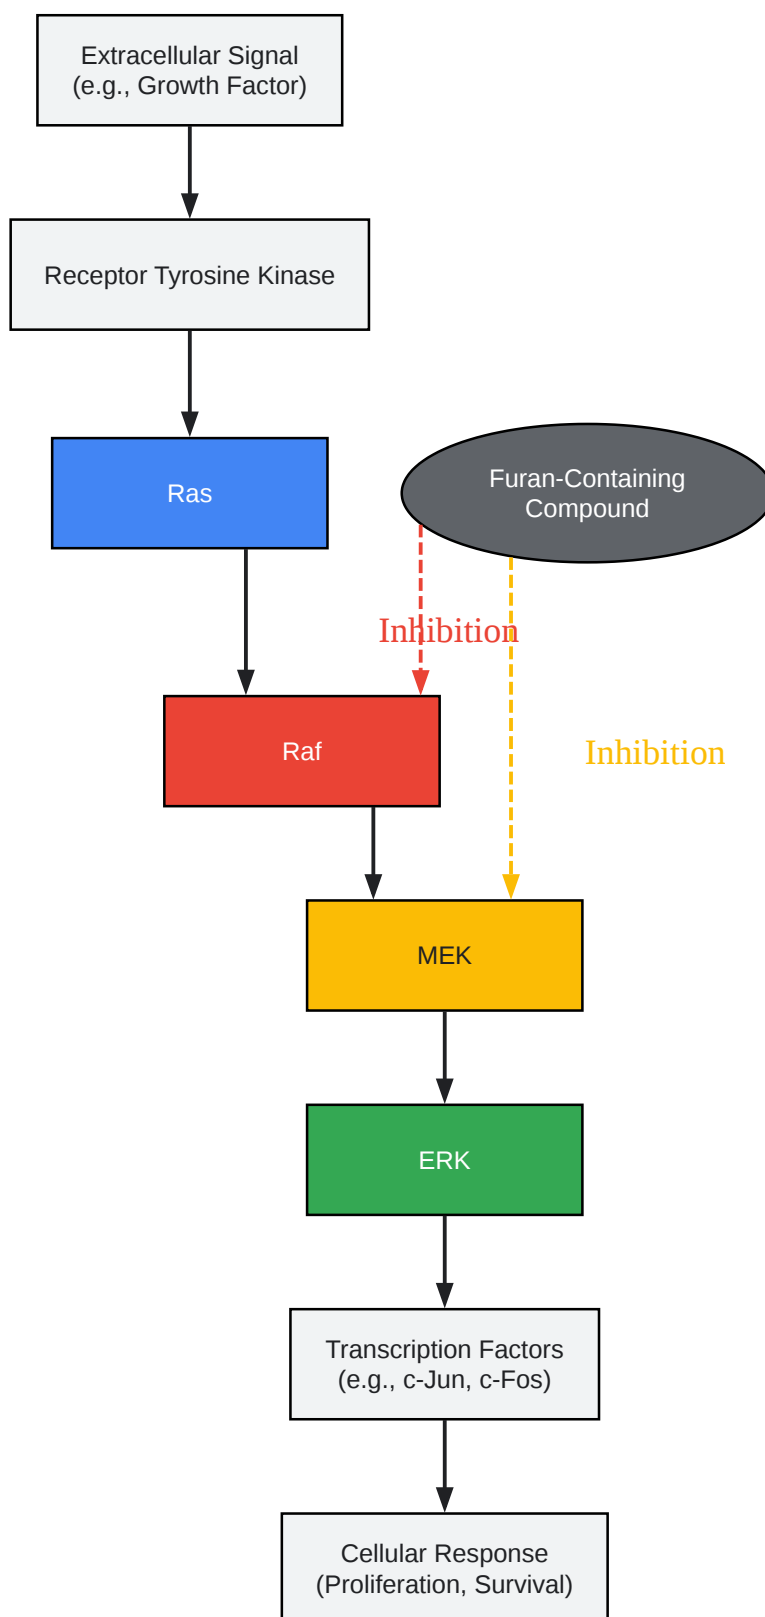 Extracellular Signal
(e.g., Growth Factor)
Receptor Tyrosine Kinase
Ras
Furan-Containing
Compound
Inhibition
Raf
Inhibition
MEK
ERK
Transcription Factors
(e.g., c-Jun, c-Fos)
Cellular Response
(Proliferation, Survival)